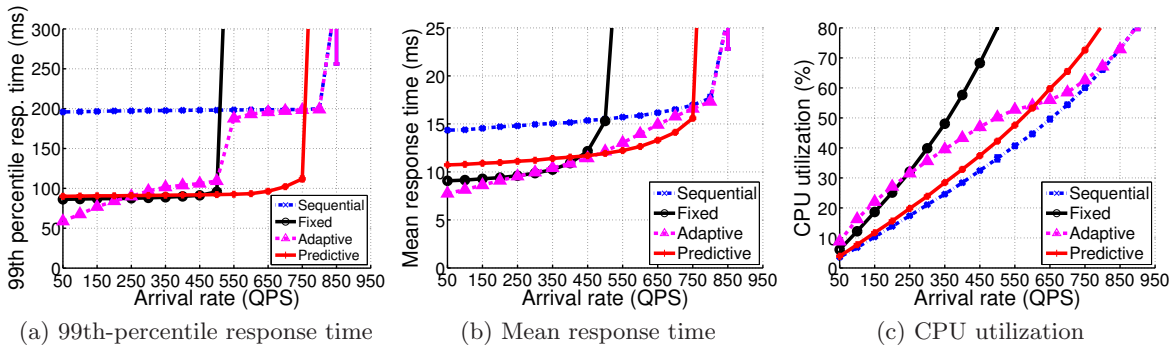 99th percentile resp. time (ms)
300
250
200
150
100
50
0
50 150 250 350 450 550 650 750 850 950
Arrival rate (QPS)
Sequential
Fixed
Adaptive
Predictive
(a) 99th-percentile response time
Mean response time (ms)
25
20
15
10
5
0
50 150 250 350 450 550 650 750 850 950
Arrival rate (QPS)
Sequential
Fixed
Adaptive
Predictive
(b) Mean response time
CPU utilization (%)
80
70
60
50
40
30
20
10
0
50 150 250 350 450 550 650 750 850 950
Arrival rate (QPS)
Sequential
Fixed
Adaptive
Predictive
(c) CPU utilization